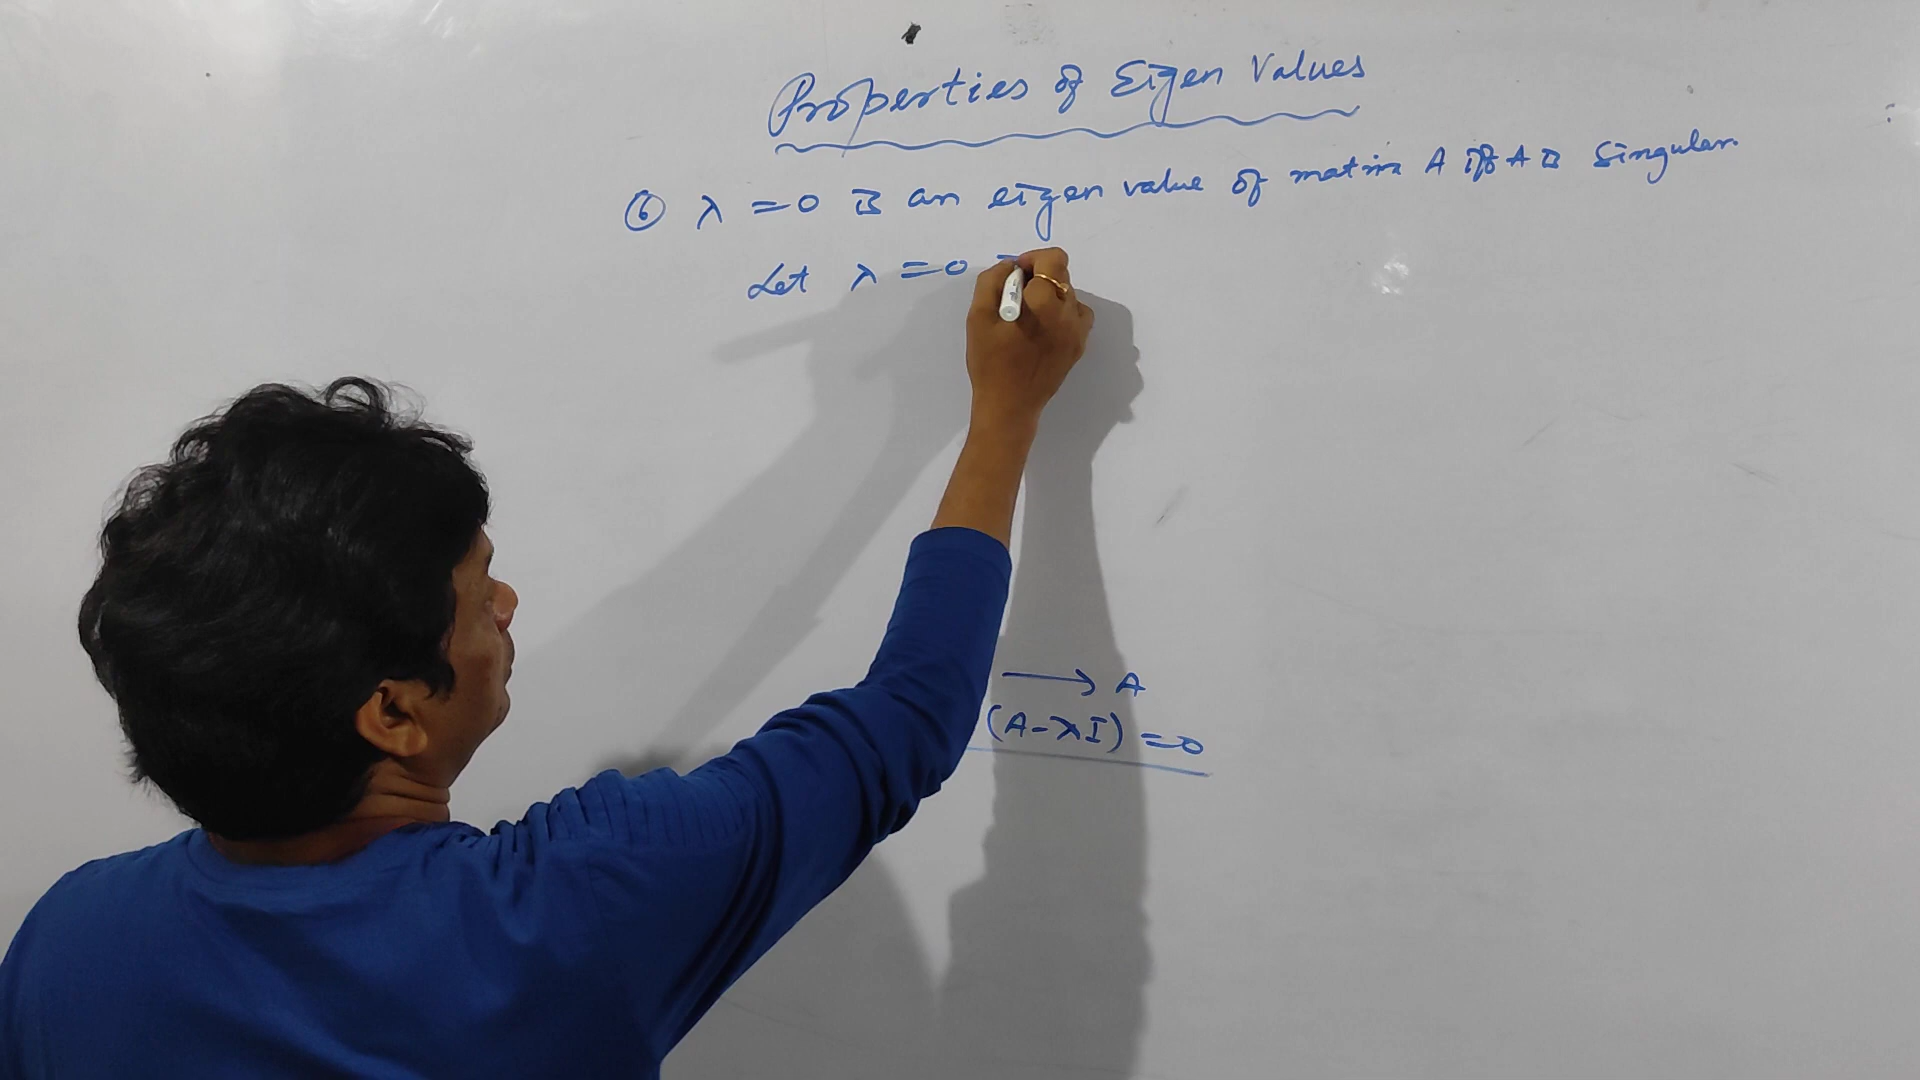 Properties of Eigen Values
⑥ λ = 0 is an eigen value of matrix A iff A is singular.
Let λ = 0
⟶ A
(A-λI) = 0